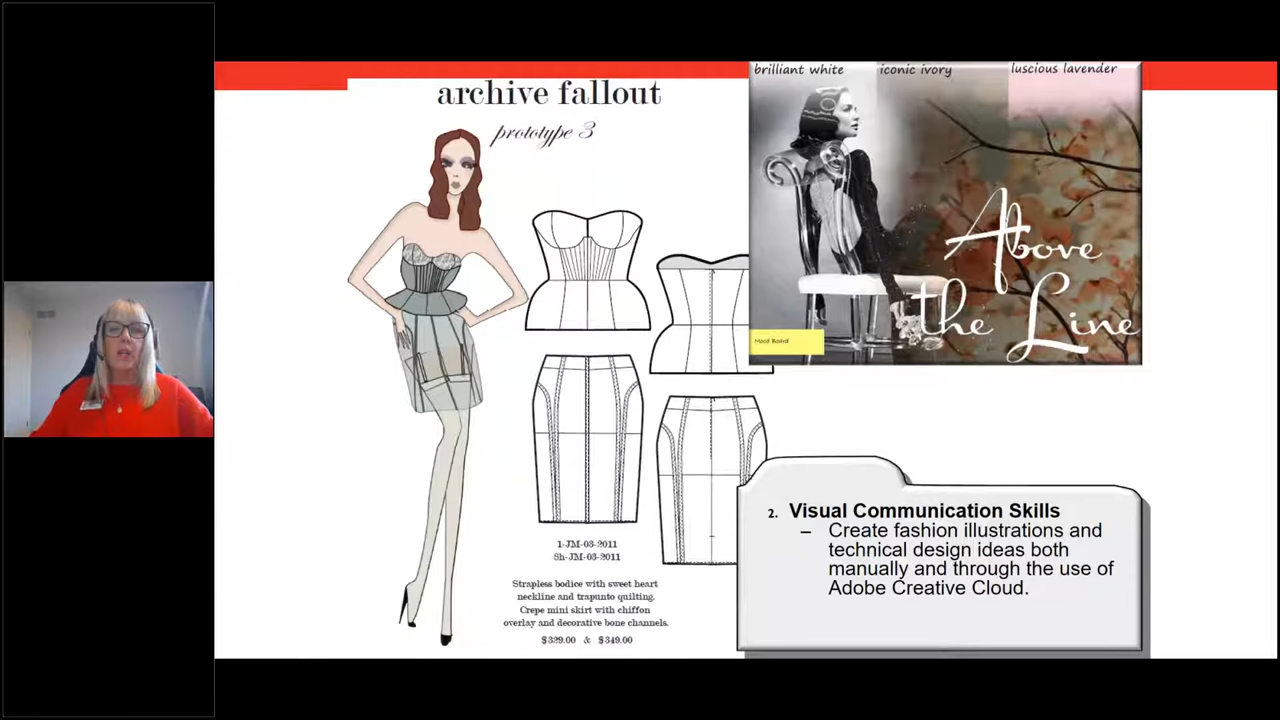 archive fallout
prototype 3
1-JM-03-2011
Sh-JM-03-2011
Strapless bodice with sweet heart
neckline and trapunto quilting.
Crepe mini skirt with chiffon
overlay and decorative bone channels.
$329.00 & $349.00
brilliant white
iconic ivory
luscious lavender
Above
the Line
Mood Board
2. Visual Communication Skills
– Create fashion illustrations and
technical design ideas both
manually and through the use of
Adobe Creative Cloud.